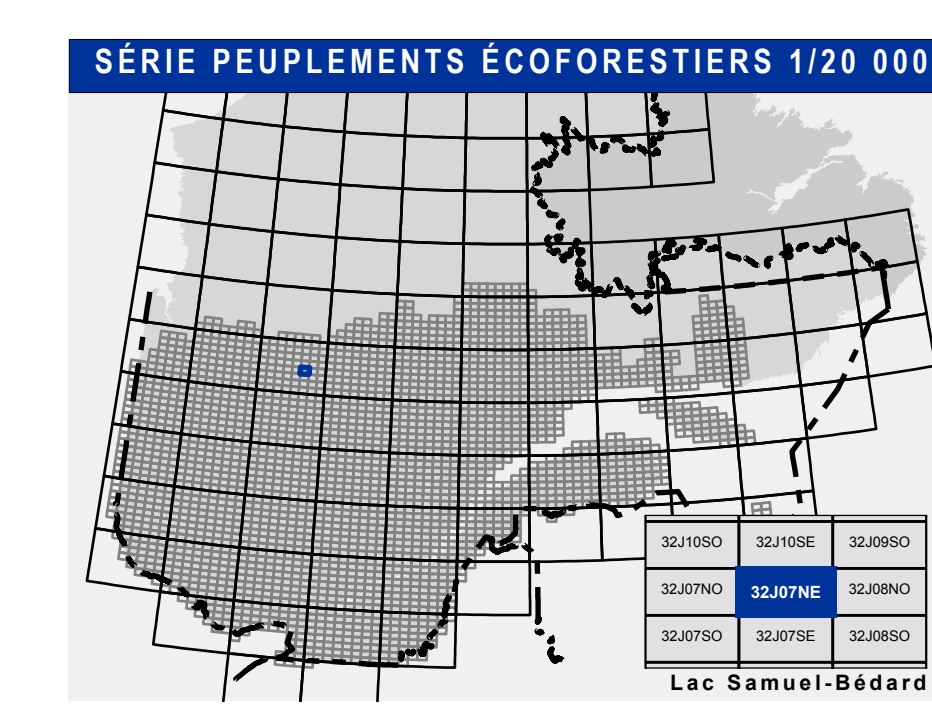 SÉRIE PEUPLEMENTS ÉCOFORESTIERS 1/20 000
32J10SO 32J10SE 32J09SO
32J07NO 32J07NE 32J08NO
32J07SO 32J07SE 32J08SO
Lac Samuel-Bédard